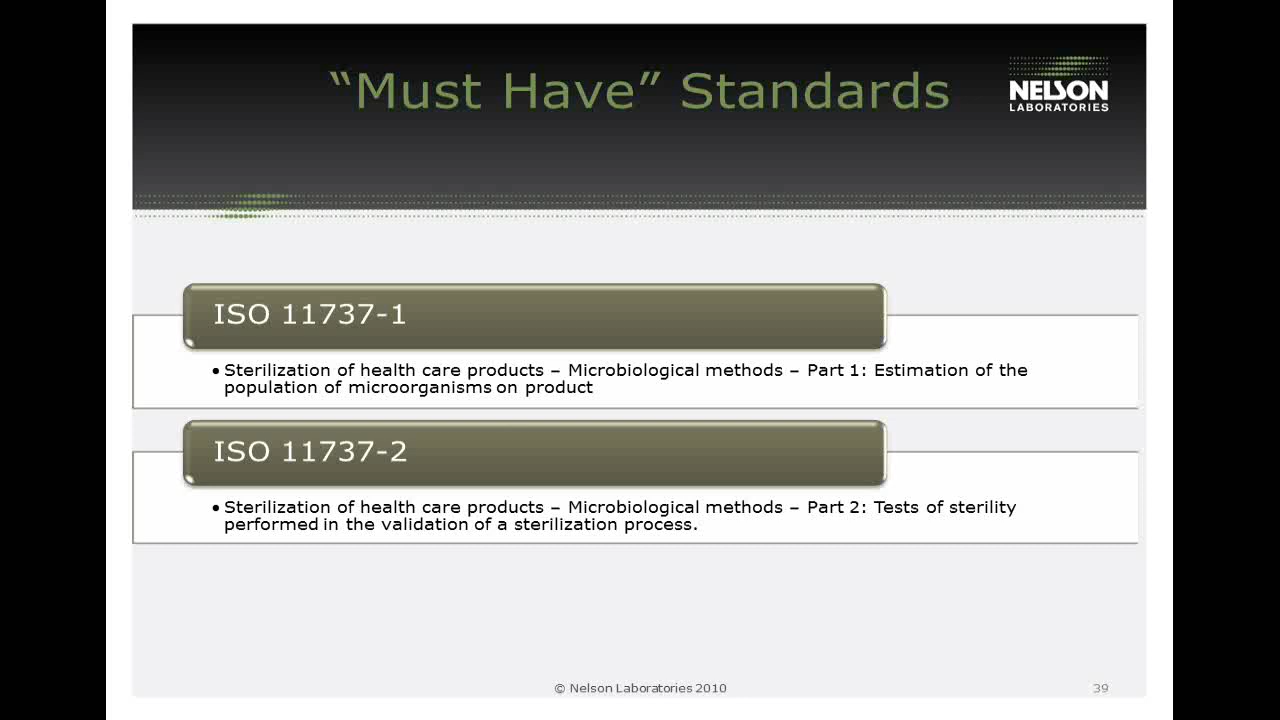 “Must Have” Standards
NELSON
LABORATORIES
ISO 11737-1
• Sterilization of health care products – Microbiological methods – Part 1: Estimation of the
population of microorganisms on product
ISO 11737-2
• Sterilization of health care products – Microbiological methods – Part 2: Tests of sterility
performed in the validation of a sterilization process.
© Nelson Laboratories 2010
39